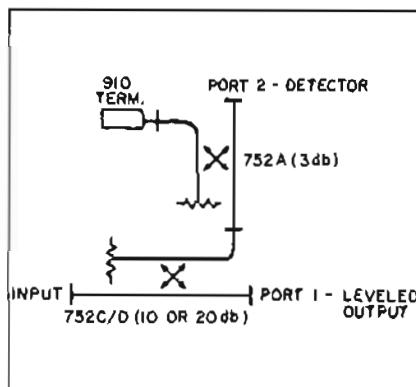 910
TERM.
PORT 2 - DETECTOR
752A (3db)
INPUT
PORT 1 - LEVELED
OUTPUT
752C/D (10 OR 20db)